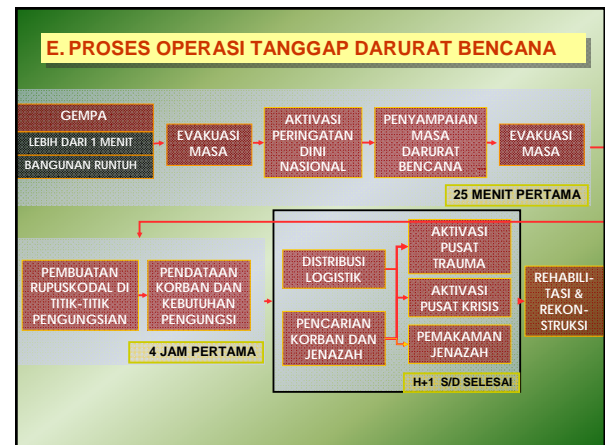 E. PROSES OPERASI TANGGAP DARURAT BENCANA
GEMPA
LEBIH DARI 1 MENIT
BANGUNAN RUNTUH
EVAKUASI
MASA
AKTIVASI
PERINGATAN
DINI
NASIONAL
PENYAMPAIAN
MASA
DARURAT
BENCANA
EVAKUASI
MASA
25 MENIT PERTAMA
PEMBUATAN
RUPUSKODAL DI
TITIK-TITIK
PENGUNGSIAN
PENDATAAN
KORBAN DAN
KEBUTUHAN
PENGUNGSI
4 JAM PERTAMA
DISTRIBUSI
LOGISTIK
PENCARIAN
KORBAN DAN
JENAZAH
AKTIVASI
PUSAT
TRAUMA
AKTIVASI
PUSAT KRISIS
PEMAKAMAN
JENAZAH
H+1 S/D SELESAI
REHABILI-
TASI &
REKON-
STRUKSI